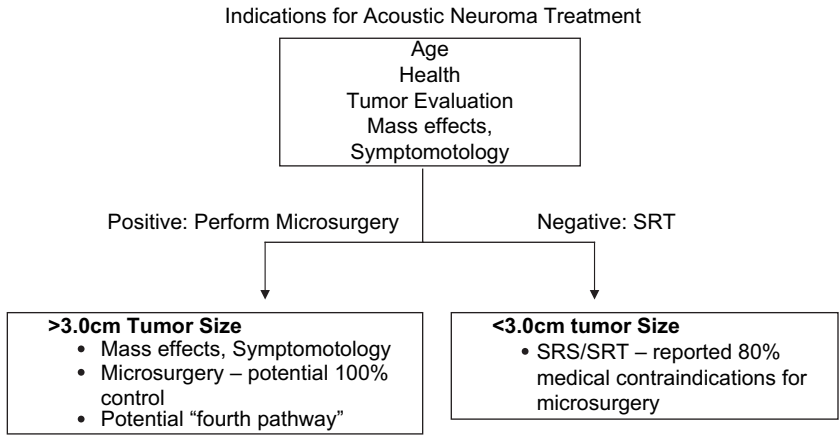 Indications for Acoustic Neuroma Treatment
Age
Health
Tumor Evaluation
Mass effects,
Symptomotology
Positive: Perform Microsurgery
Negative: SRT
>3.0cm Tumor Size
• Mass effects, Symptomotology
• Microsurgery – potential 100%
control
• Potential “fourth pathway”
<3.0cm tumor Size
• SRS/SRT – reported 80%
medical contraindications for
microsurgery